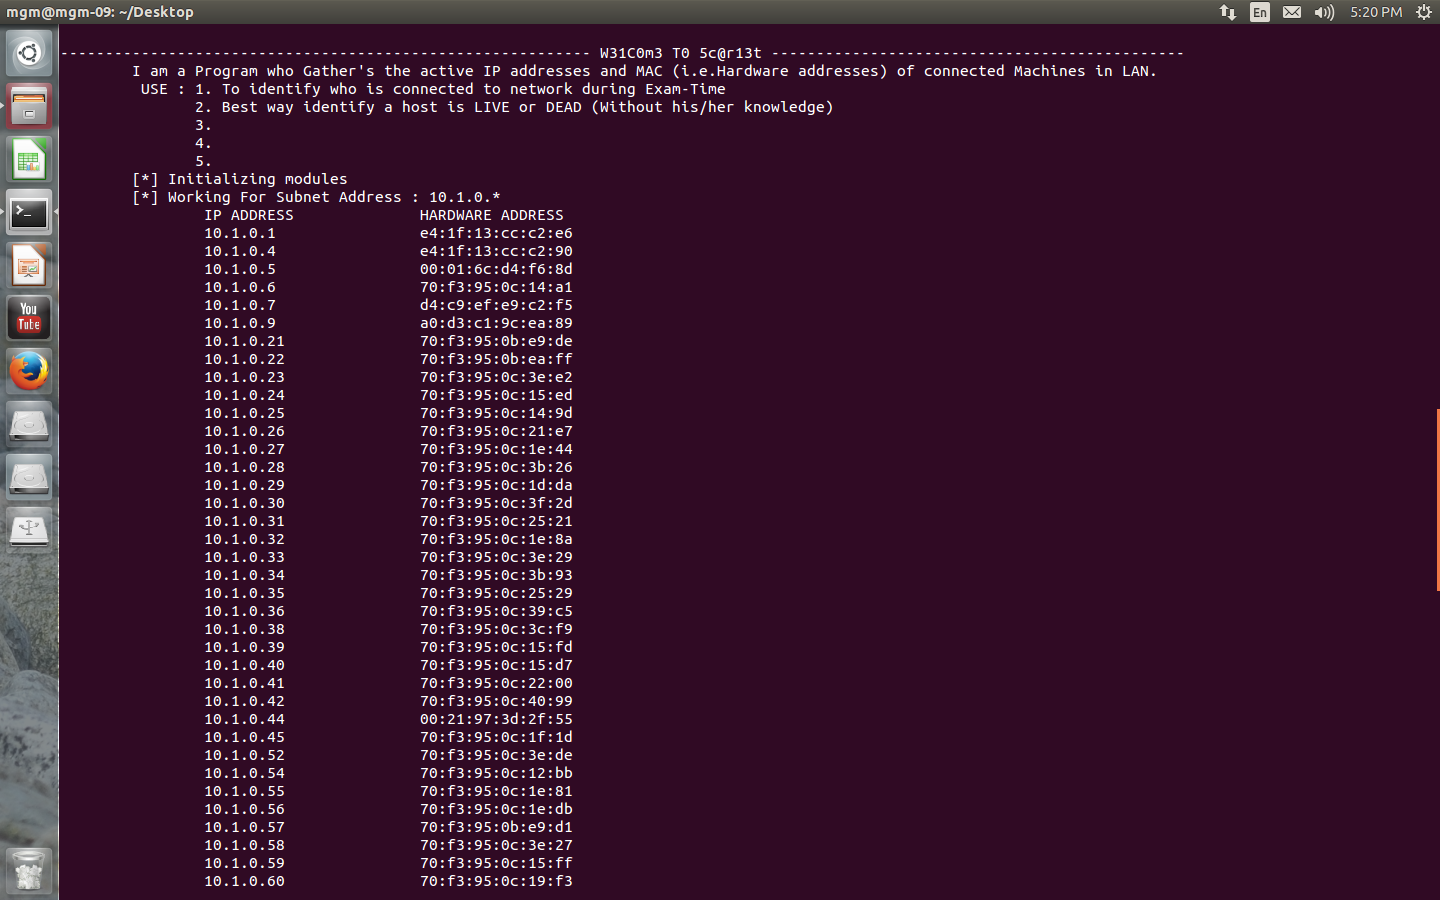 mgm@mgm-09: ~/Desktop
En
5:20 PM
----------------------------------------------------------- W31C0m3 T0 5c@r13t ----------------------------------------------
I am a Program who Gather's the active IP addresses and MAC (i.e.Hardware addresses) of connected Machines in LAN.
USE : 1. To identify who is connected to network during Exam-Time
2. Best way identify a host is LIVE or DEAD (Without his/her knowledge)
3.
4.
5.
[*] Initializing modules
[*] Working For Subnet Address : 10.1.0.*
IP ADDRESS HARDWARE ADDRESS
10.1.0.1 e4:1f:13:cc:c2:e6
10.1.0.4 e4:1f:13:cc:c2:90
10.1.0.5 00:01:6c:d4:f6:8d
10.1.0.6 70:f3:95:0c:14:a1
10.1.0.7 d4:c9:ef:e9:c2:f5
10.1.0.9 a0:d3:c1:9c:ea:89
10.1.0.21 70:f3:95:0b:e9:de
10.1.0.22 70:f3:95:0b:ea:ff
10.1.0.23 70:f3:95:0c:3e:e2
10.1.0.24 70:f3:95:0c:15:ed
10.1.0.25 70:f3:95:0c:14:9d
10.1.0.26 70:f3:95:0c:21:e7
10.1.0.27 70:f3:95:0c:1e:44
10.1.0.28 70:f3:95:0c:3b:26
10.1.0.29 70:f3:95:0c:1d:da
10.1.0.30 70:f3:95:0c:3f:2d
10.1.0.31 70:f3:95:0c:25:21
10.1.0.32 70:f3:95:0c:1e:8a
10.1.0.33 70:f3:95:0c:3e:29
10.1.0.34 70:f3:95:0c:3b:93
10.1.0.35 70:f3:95:0c:25:29
10.1.0.36 70:f3:95:0c:39:c5
10.1.0.38 70:f3:95:0c:3c:f9
10.1.0.39 70:f3:95:0c:15:fd
10.1.0.40 70:f3:95:0c:15:d7
10.1.0.41 70:f3:95:0c:22:00
10.1.0.42 70:f3:95:0c:40:99
10.1.0.44 00:21:97:3d:2f:55
10.1.0.45 70:f3:95:0c:1f:1d
10.1.0.52 70:f3:95:0c:3e:de
10.1.0.54 70:f3:95:0c:12:bb
10.1.0.55 70:f3:95:0c:1e:81
10.1.0.56 70:f3:95:0c:1e:db
10.1.0.57 70:f3:95:0b:e9:d1
10.1.0.58 70:f3:95:0c:3e:27
10.1.0.59 70:f3:95:0c:15:ff
10.1.0.60 70:f3:95:0c:19:f3
You
Tube